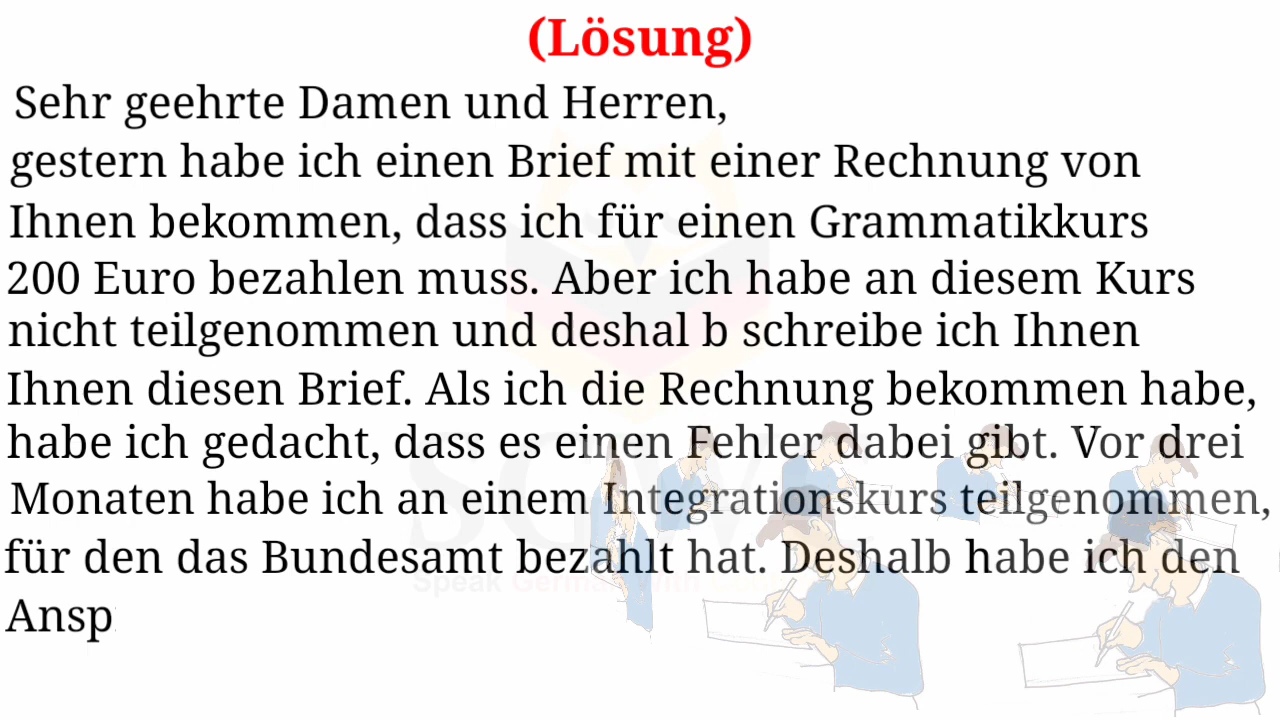 (Lösung)
Sehr geehrte Damen und Herren,
gestern habe ich einen Brief mit einer Rechnung von
Ihnen bekommen, dass ich für einen Grammatikkurs
200 Euro bezahlen muss. Aber ich habe an diesem Kurs
nicht teilgenommen und deshal b schreibe ich Ihnen
Ihnen diesen Brief. Als ich die Rechnung bekommen habe,
habe ich gedacht, dass es einen Fehler dabei gibt. Vor drei
Monaten habe ich an einem Integrationskurs teilgenommen,
für den das Bundesamt bezahlt hat. Deshalb habe ich den
Ansp
Speak German With